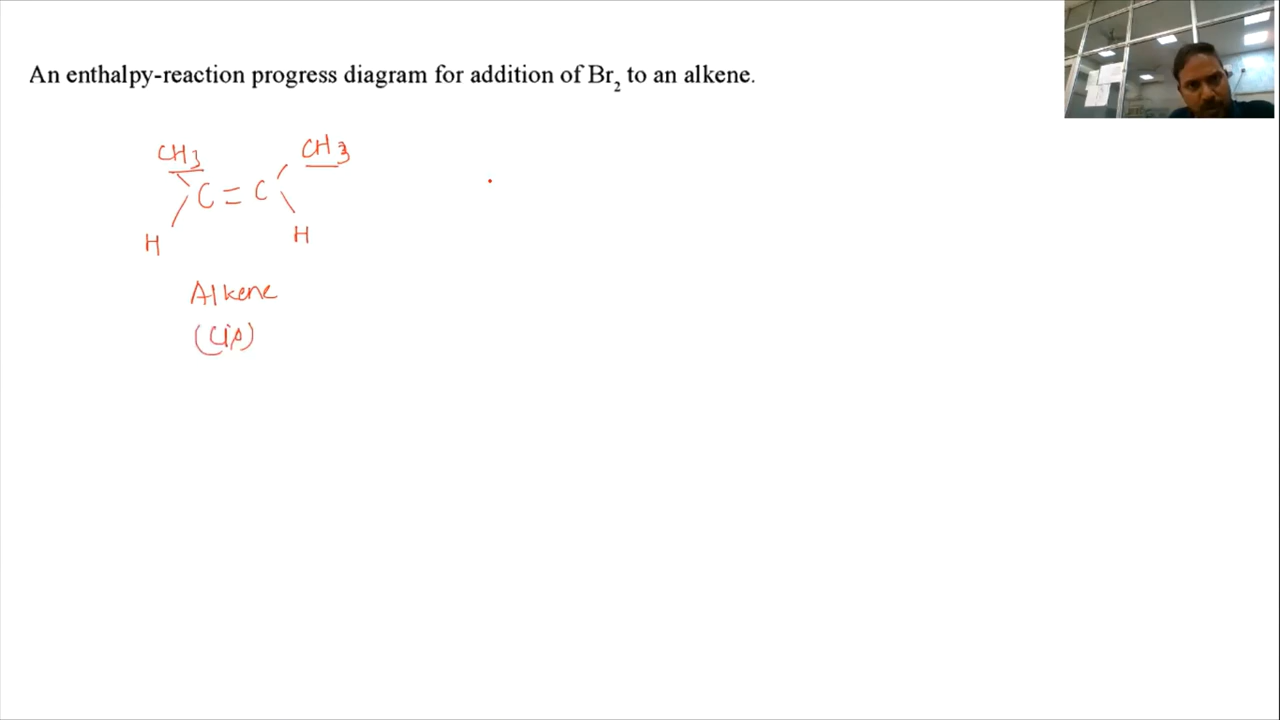 An enthalpy-reaction progress diagram for addition of Br₂ to an alkene.
CH₃ CH₃
C = C
H H
Alkene
(Cis)